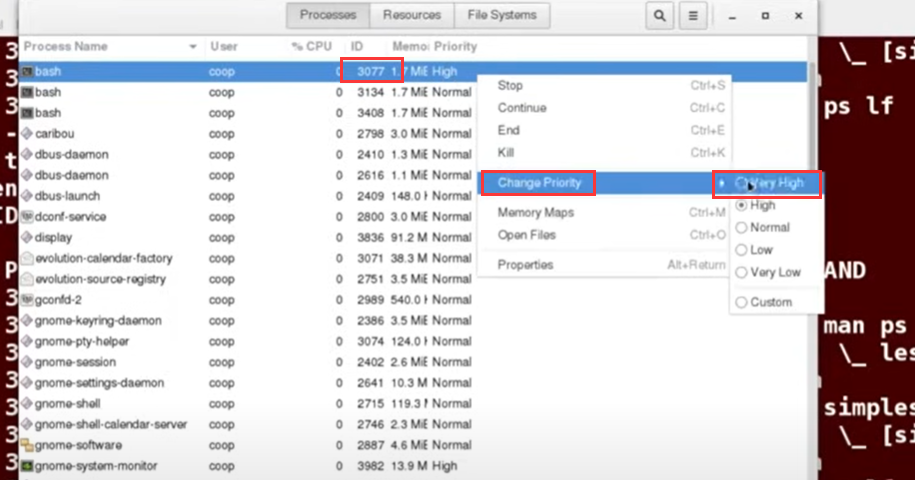 Processes Resources File Systems
Process Name User % CPU ID Memo Priority
bash coop 0 3077 1.7 MiE High
bash coop 0 3134 1.7 MiE Normal
bash coop 0 3408 1.7 MiE Normal
caribou coop 0 2798 3.0 MiE Normal
dbus-daemon coop 0 2410 1.3 MiE Normal
dbus-daemon coop 0 2616 1.1 MiE Normal
dbus-launch coop 0 2409 148.0 Normal
dconf-service coop 0 2800 3.0 MiE Normal
display coop 0 3836 91.2 M Normal
evolution-calendar-factory coop 0 3071 38.3 M Normal
evolution-source-registry coop 0 2751 3.5 MiE Normal
gconfd-2 coop 0 2989 540.0 Normal
gnome-keyring-daemon coop 0 2386 3.5 MiE Normal
gnome-pty-helper coop 0 3074 124.0 Normal
gnome-session coop 0 2402 2.6 MiE Normal
gnome-settings-daemon coop 0 2641 10.3 M Normal
gnome-shell coop 0 2715 119.3 Normal
gnome-shell-calendar-server coop 0 2746 2.3 MiE Normal
gnome-software coop 0 2887 4.6 MiE Normal
gnome-system-monitor coop 0 3982 13.9 M High
Stop Ctrl+S
Continue Ctrl+C
End Ctrl+E
Kill Ctrl+K
Change Priority
Memory Maps Ctrl+M
Open Files Ctrl+O
Properties Alt+Return
Very High
High
Normal
Low
Very Low
Custom
\_ [si
ps lf
AND
man ps
\_ les
simples
\_ [si